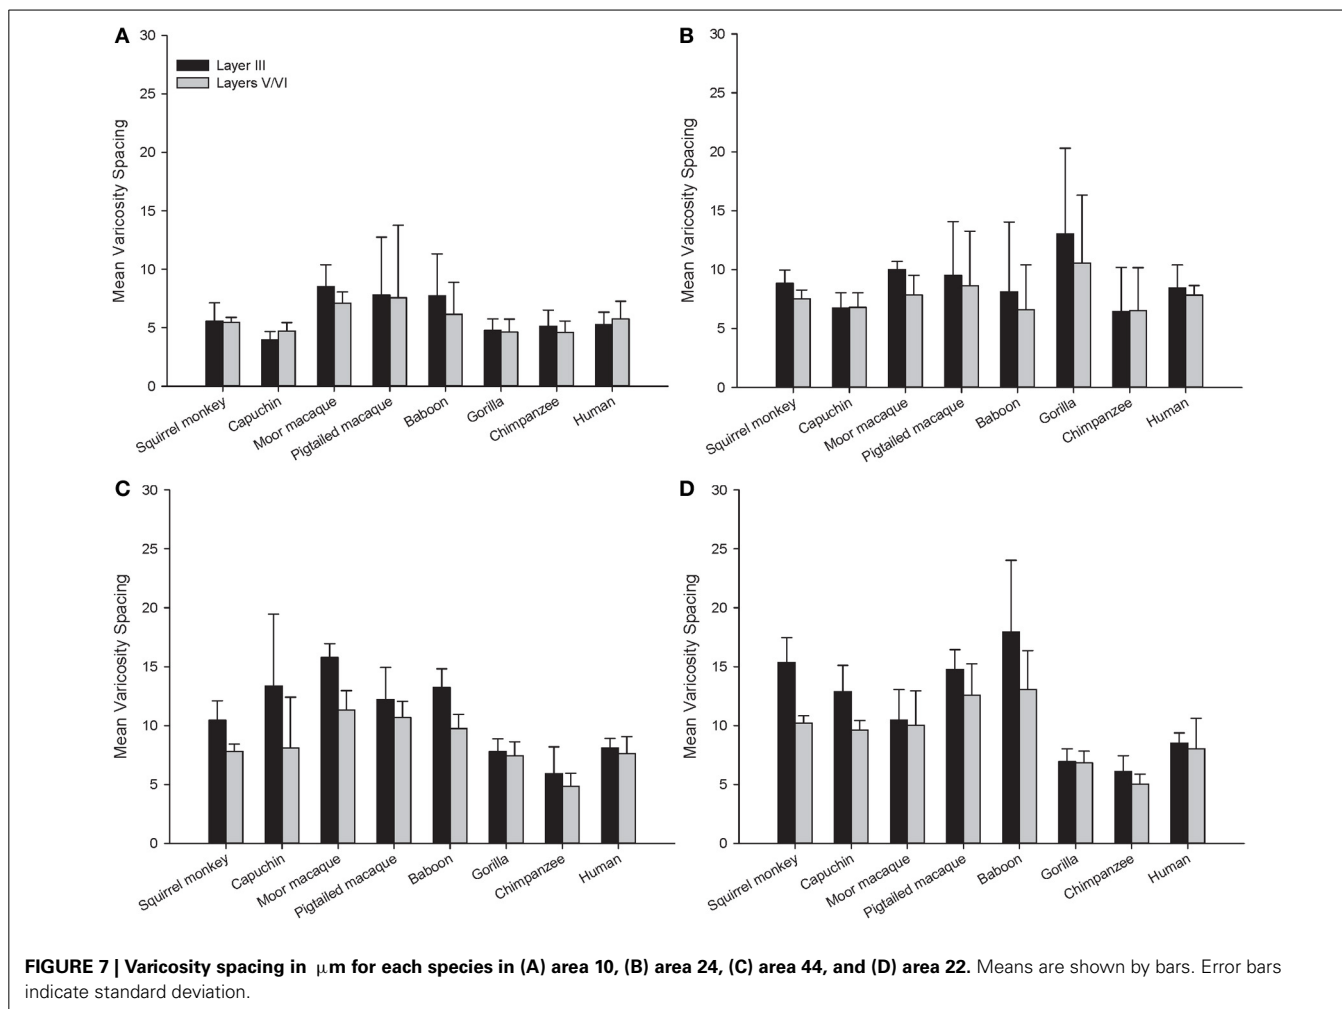 A
30
25
20
15
10
5
0
Mean Varicosity Spacing
Layer III
Layers V/VI
Squirrel monkey
Capuchin
Moor macaque
Pigtailed macaque
Baboon
Gorilla
Chimpanzee
Human
B
30
25
20
15
10
5
0
Mean Varicosity Spacing
Squirrel monkey
Capuchin
Moor macaque
Pigtailed macaque
Baboon
Gorilla
Chimpanzee
Human
C
30
25
20
15
10
5
0
Mean Varicosity Spacing
Squirrel monkey
Capuchin
Moor macaque
Pigtailed macaque
Baboon
Gorilla
Chimpanzee
Human
D
30
25
20
15
10
5
0
Mean Varicosity Spacing
Squirrel monkey
Capuchin
Moor macaque
Pigtailed macaque
Baboon
Gorilla
Chimpanzee
Human
FIGURE 7 | Varicosity spacing in μm for each species in (A) area 10, (B) area 24, (C) area 44, and (D) area 22. Means are shown by bars. Error bars
indicate standard deviation.